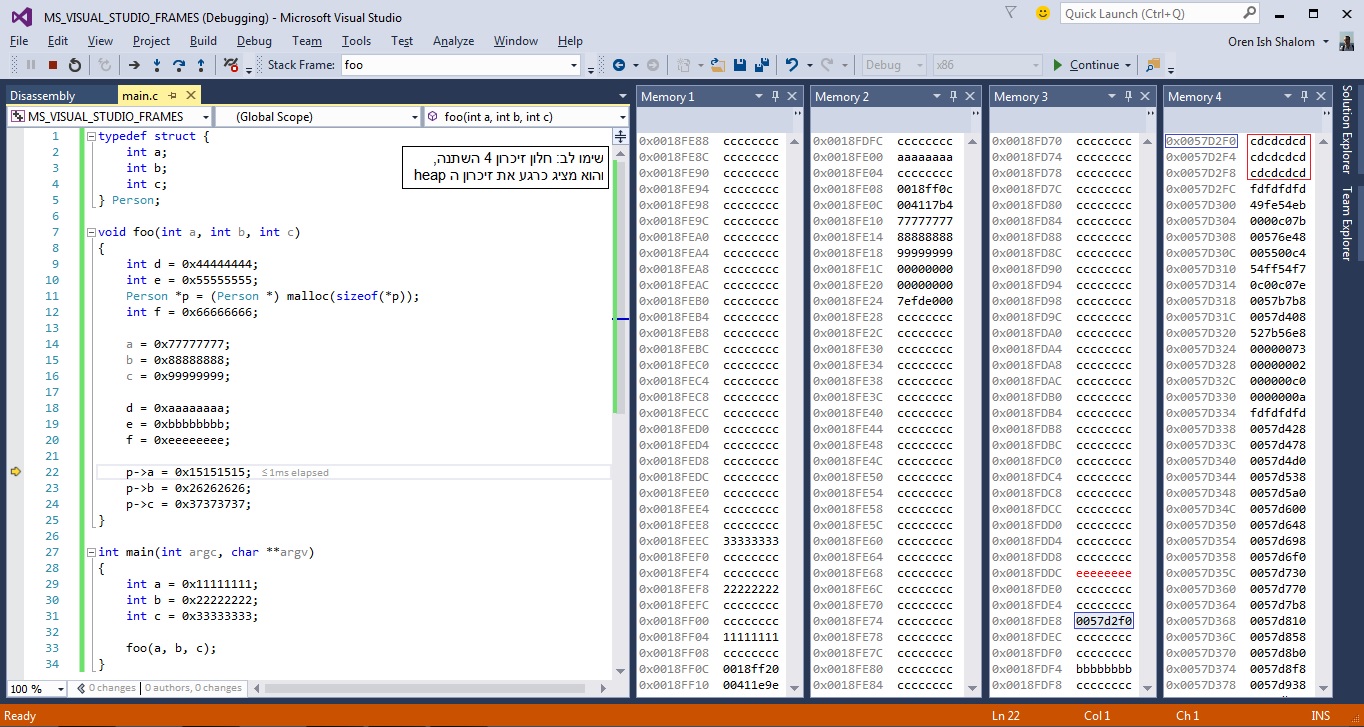 MS_VISUAL_STUDIO_FRAMES (Debugging) - Microsoft Visual Studio
Quick Launch (Ctrl+Q)
File Edit View Project Build Debug Team Tools Test Analyze Window Help
Oren Ish Shalom
Stack Frame: foo
Debug x86 Continue
Disassembly main.c
MS_VISUAL_STUDIO_FRAMES (Global Scope) foo(int a, int b, int c)
1 typedef struct {
2 int a;
3 int b;
4 int c;
5 } Person;
6
7 void foo(int a, int b, int c)
8 {
9 int d = 0x44444444;
10 int e = 0x55555555;
11 Person *p = (Person *) malloc(sizeof(*p));
12 int f = 0x66666666;
13
14 a = 0x77777777;
15 b = 0x88888888;
16 c = 0x99999999;
17
18 d = 0xaaaaaaaa;
19 e = 0xbbbbbbbb;
20 f = 0xeeeeeeee;
21
22 p->a = 0x15151515; ≤1ms elapsed
23 p->b = 0x26262626;
24 p->c = 0x37373737;
25 }
26
27 int main(int argc, char **argv)
28 {
29 int a = 0x11111111;
30 int b = 0x22222222;
31 int c = 0x33333333;
32
33 foo(a, b, c);
34 }
שימו לב: חלון זיכרון 4 השתנה,
והוא מציג כרגע את זיכרון ה heap
100 % 0 changes | 0 authors, 0 changes
Memory 1
0x0018FE88 cccccccc
0x0018FE8C cccccccc
0x0018FE90 cccccccc
0x0018FE94 cccccccc
0x0018FE98 cccccccc
0x0018FE9C cccccccc
0x0018FEA0 cccccccc
0x0018FEA4 cccccccc
0x0018FEA8 cccccccc
0x0018FEAC cccccccc
0x0018FEB0 cccccccc
0x0018FEB4 cccccccc
0x0018FEB8 cccccccc
0x0018FEBC cccccccc
0x0018FEC0 cccccccc
0x0018FEC4 cccccccc
0x0018FEC8 cccccccc
0x0018FECC cccccccc
0x0018FED0 cccccccc
0x0018FED4 cccccccc
0x0018FED8 cccccccc
0x0018FEDC cccccccc
0x0018FEE0 cccccccc
0x0018FEE4 cccccccc
0x0018FEE8 cccccccc
0x0018FEEC 33333333
0x0018FEF0 cccccccc
0x0018FEF4 cccccccc
0x0018FEF8 22222222
0x0018FEFC cccccccc
0x0018FF00 cccccccc
0x0018FF04 11111111
0x0018FF08 cccccccc
0x0018FF0C 0018ff20
0x0018FF10 00411e9e
Memory 2
0x0018FDFC cccccccc
0x0018FE00 aaaaaaaa
0x0018FE04 cccccccc
0x0018FE08 0018ff0c
0x0018FE0C 004117b4
0x0018FE10 77777777
0x0018FE14 88888888
0x0018FE18 99999999
0x0018FE1C 00000000
0x0018FE20 00000000
0x0018FE24 7efde000
0x0018FE28 cccccccc
0x0018FE2C cccccccc
0x0018FE30 cccccccc
0x0018FE34 cccccccc
0x0018FE38 cccccccc
0x0018FE3C cccccccc
0x0018FE40 cccccccc
0x0018FE44 cccccccc
0x0018FE48 cccccccc
0x0018FE4C cccccccc
0x0018FE50 cccccccc
0x0018FE54 cccccccc
0x0018FE58 cccccccc
0x0018FE5C cccccccc
0x0018FE60 cccccccc
0x0018FE64 cccccccc
0x0018FE68 cccccccc
0x0018FE6C cccccccc
0x0018FE70 cccccccc
0x0018FE74 cccccccc
0x0018FE78 cccccccc
0x0018FE7C cccccccc
0x0018FE80 cccccccc
0x0018FE84 cccccccc
Memory 3
0x0018FD70 cccccccc
0x0018FD74 cccccccc
0x0018FD78 cccccccc
0x0018FD7C cccccccc
0x0018FD80 cccccccc
0x0018FD84 cccccccc
0x0018FD88 cccccccc
0x0018FD8C cccccccc
0x0018FD90 cccccccc
0x0018FD94 cccccccc
0x0018FD98 cccccccc
0x0018FD9C cccccccc
0x0018FDA0 cccccccc
0x0018FDA4 cccccccc
0x0018FDA8 cccccccc
0x0018FDAC cccccccc
0x0018FDB0 cccccccc
0x0018FDB4 cccccccc
0x0018FDB8 cccccccc
0x0018FDBC cccccccc
0x0018FDC0 cccccccc
0x0018FDC4 cccccccc
0x0018FDC8 cccccccc
0x0018FDCC cccccccc
0x0018FDD0 cccccccc
0x0018FDD4 cccccccc
0x0018FDD8 cccccccc
0x0018FDDC eeeeeeee
0x0018FDE0 cccccccc
0x0018FDE4 cccccccc
0x0018FDE8 0057d2f0
0x0018FDEC cccccccc
0x0018FDF0 cccccccc
0x0018FDF4 bbbbbbbb
0x0018FDF8 cccccccc
Memory 4
0x0057D2F0 cdcdcdcd
0x0057D2F4 cdcdcdcd
0x0057D2F8 cdcdcdcd
0x0057D2FC fdfdfdfd
0x0057D300 49fe54eb
0x0057D304 0000c07b
0x0057D308 00576e48
0x0057D30C 005500c4
0x0057D310 54ff54f7
0x0057D314 0c00c07e
0x0057D318 0057b7b8
0x0057D31C 0057d408
0x0057D320 527b56e8
0x0057D324 00000073
0x0057D328 00000002
0x0057D32C 000000c0
0x0057D330 0000000a
0x0057D334 fdfdfdfd
0x0057D338 0057d428
0x0057D33C 0057d478
0x0057D340 0057d4d0
0x0057D344 0057d538
0x0057D348 0057d5a0
0x0057D34C 0057d600
0x0057D350 0057d648
0x0057D354 0057d698
0x0057D358 0057d6f0
0x0057D35C 0057d730
0x0057D360 0057d770
0x0057D364 0057d7b8
0x0057D368 0057d810
0x0057D36C 0057d858
0x0057D370 0057d8b0
0x0057D374 0057d8f8
0x0057D378 0057d938
Solution Explorer
Team Explorer
Ready Ln 22 Col 1 Ch 1 INS